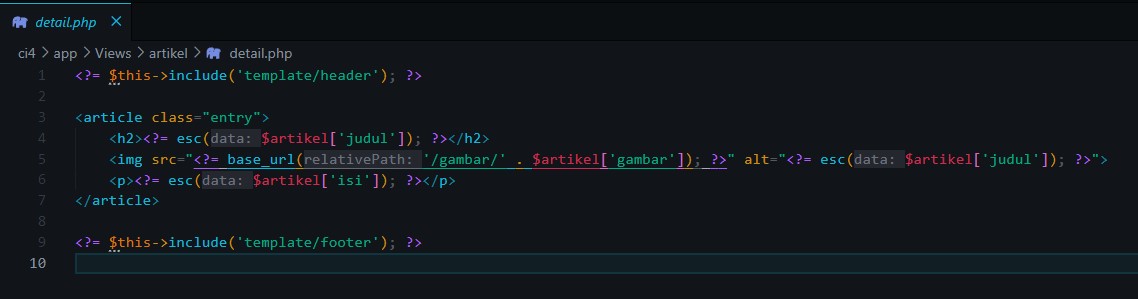 detail.php ×
ci4 > app > Views > artikel > detail.php
1 <?= $this->include('template/header'); ?>
2
3 <article class="entry">
4 <h2><?= esc(data: $artikel['judul']); ?></h2>
5 <img src="<?= base_url(relativePath: '/gambar/' . $artikel['gambar']); ?>" alt="<?= esc(data: $artikel['judul']); ?>">
6 <p><?= esc(data: $artikel['isi']); ?></p>
7 </article>
8
9 <?= $this->include('template/footer'); ?>
10